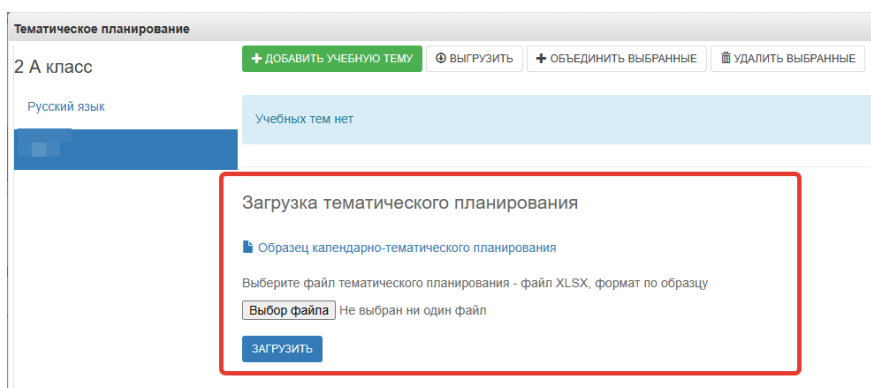 Тематическое планирование
2 А класс
Русский язык
ДОБАВИТЬ УЧЕБНУЮ ТЕМУ
ВЫГРУЗИТЬ
ОБЪЕДИНИТЬ ВЫБРАННЫЕ
УДАЛИТЬ ВЫБРАННЫЕ
Учебных тем нет
Загрузка тематического планирования
Образец календарно-тематического планирования
Выберите файл тематического планирования - файл XLSX, формат по образцу
Выбор файла Не выбран ни один файл
ЗАГРУЗИТЬ